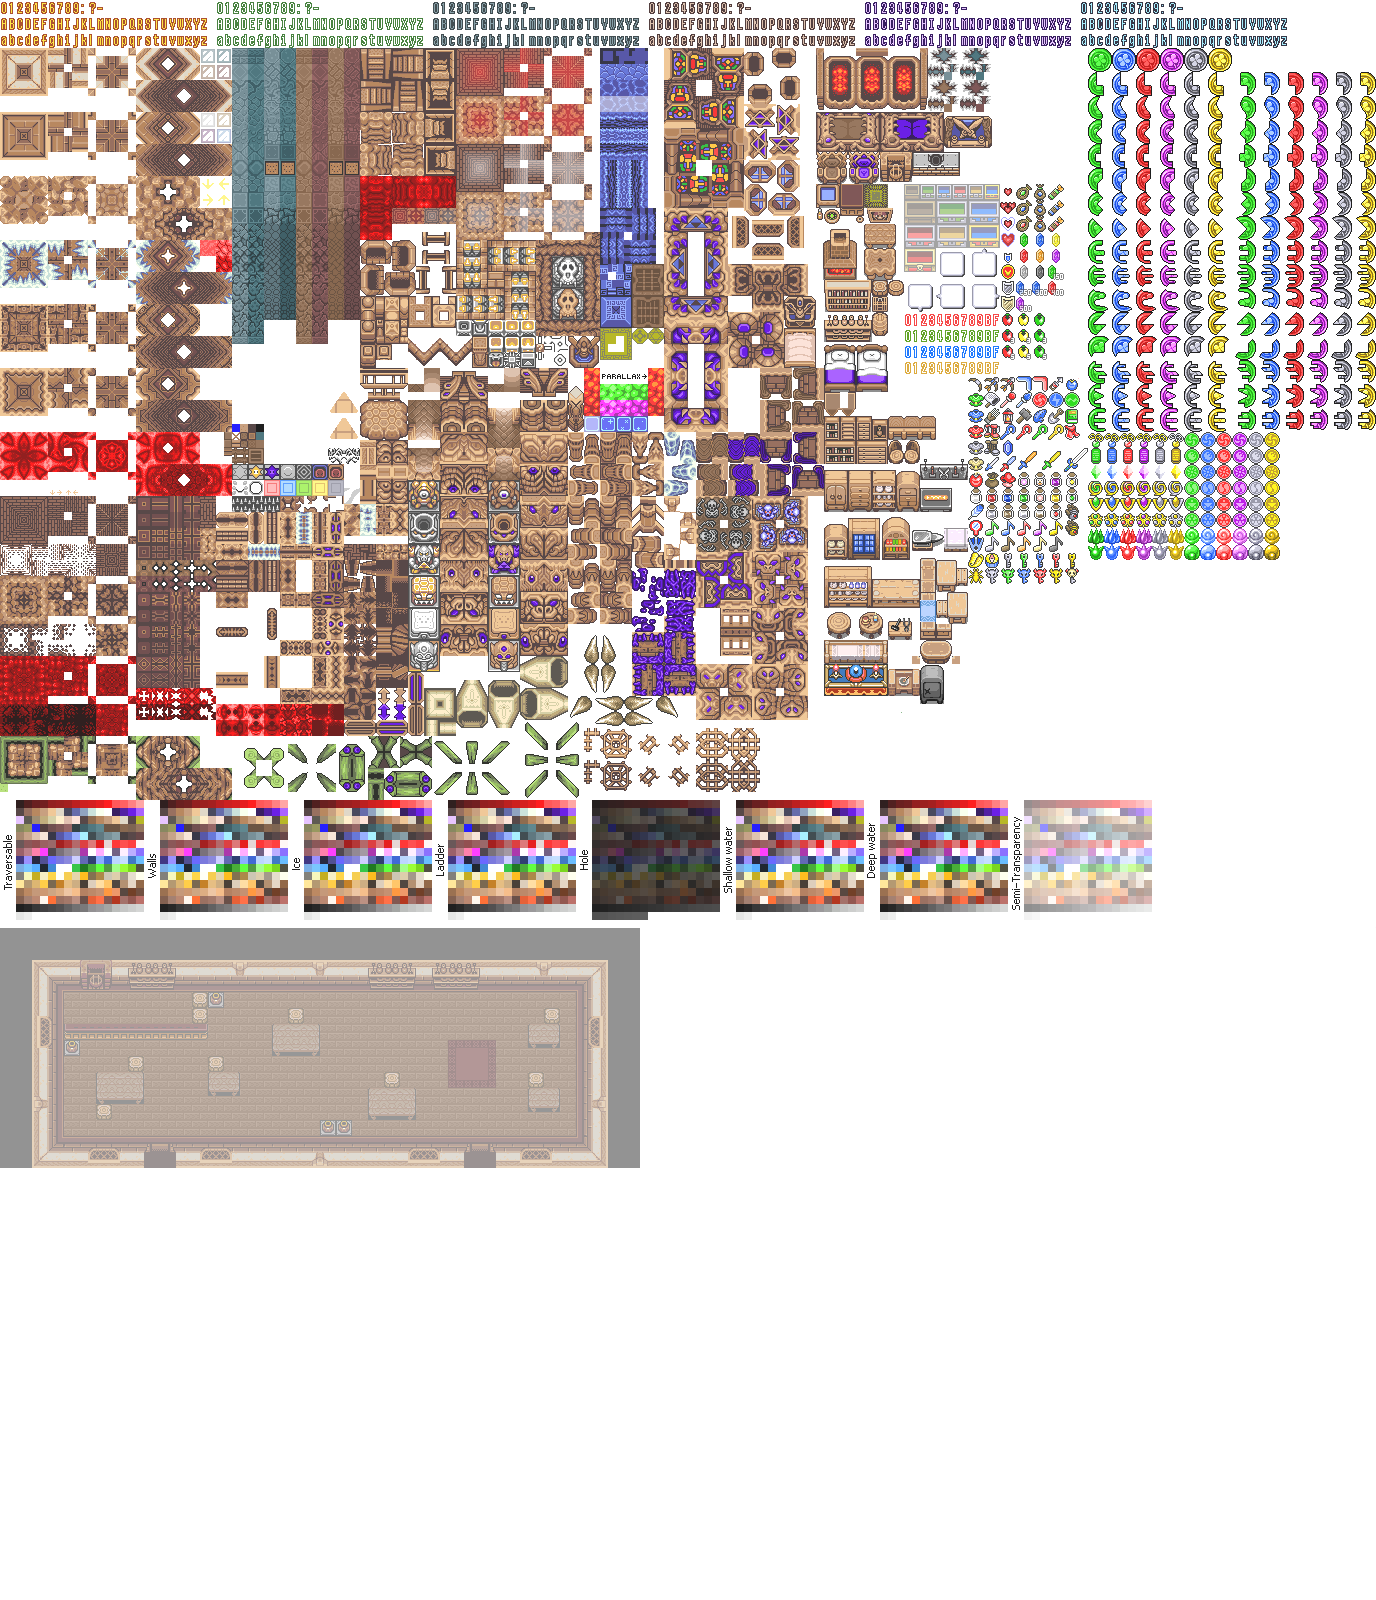 0123456789:?- 0123456789:?- 0123456789:?- 0123456789:?- 0123456789:?- 0123456789:?-
ABCDEFGHIJKLMNOPQRSTUVWXYZ ABCDEFGHIJKLMNOPQRSTUVWXYZ ABCDEFGHIJKLMNOPQRSTUVWXYZ ABCDEFGHIJKLMNOPQRSTUVWXYZ ABCDEFGHIJKLMNOPQRSTUVWXYZ ABCDEFGHIJKLMNOPQRSTUVWXYZ
abcdefghijklmnopqrstuvwxyz abcdefghijklmnopqrstuvwxyz abcdefghijklmnopqrstuvwxyz abcdefghijklmnopqrstuvwxyz abcdefghijklmnopqrstuvwxyz abcdefghijklmnopqrstuvwxyz
0123456789BF
0123456789BF
0123456789BF
0123456789BF
PARALLAX→
Traversable
Walls
Ice
Ladder
Hole
Shallow water
Deep water
Semi-Transparency